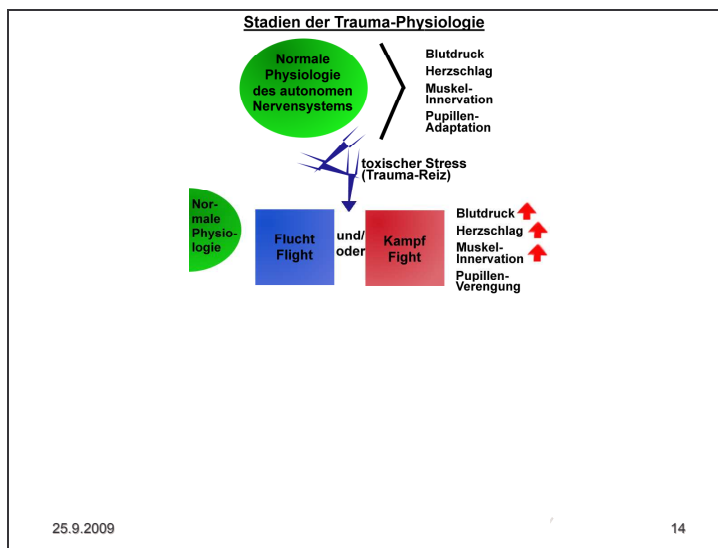 Stadien der Trauma-Physiologie
Normale
Physiologie
des autonomen
Nervensystems
Blutdruck
Herzschlag
Muskel-
Innervation
Pupillen-
Adaptation
toxischer Stress
(Trauma-Reiz)
Nor-
male
Physio-
logie
Flucht
Flight
und/
oder
Kampf
Fight
Blutdruck
Herzschlag
Muskel-
Innervation
Pupillen-
Verengung
25.9.2009
14